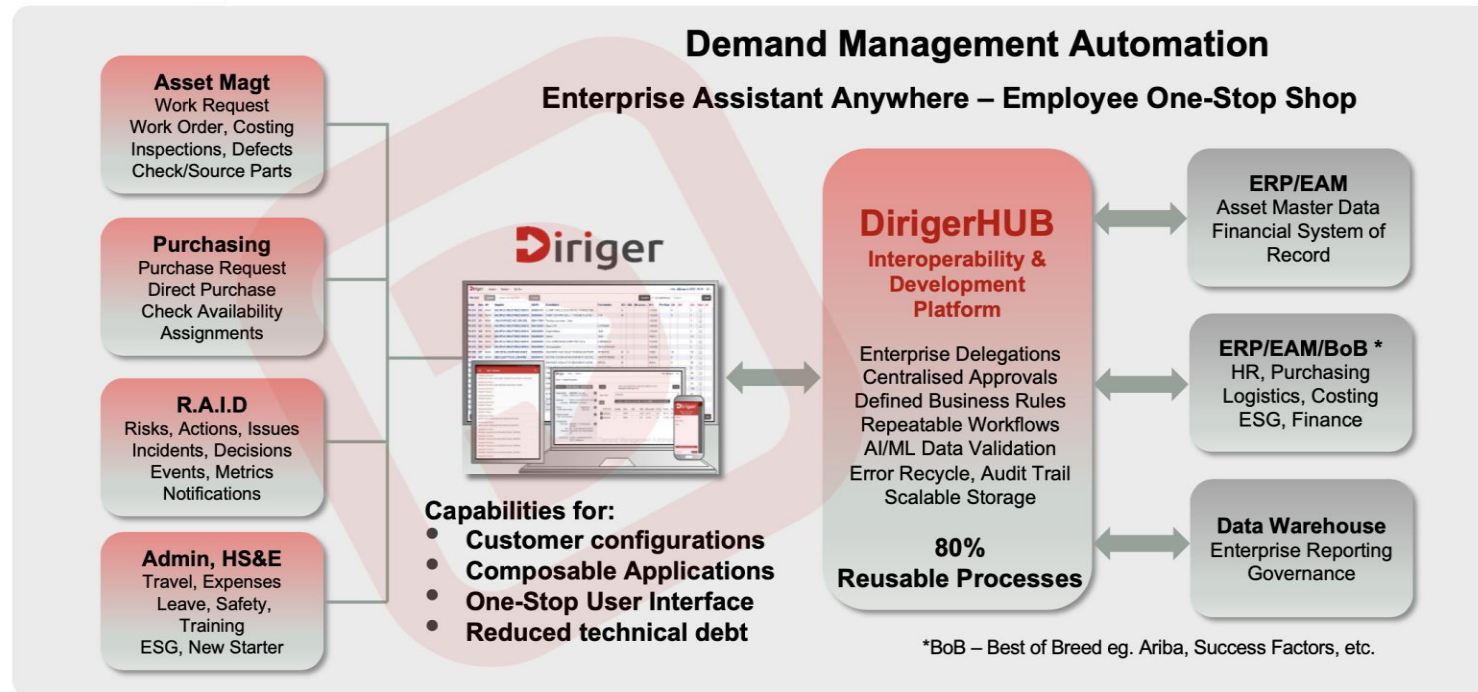 Demand Management Automation
Enterprise Assistant Anywhere – Employee One-Stop Shop
Asset Magt
Work Request
Work Order, Costing
Inspections, Defects
Check/Source Parts
Purchasing
Purchase Request
Direct Purchase
Check Availability
Assignments
R.A.I.D
Risks, Actions, Issues
Incidents, Decisions
Events, Metrics
Notifications
Admin, HS&E
Travel, Expenses
Leave, Safety,
Training
ESG, New Starter
Diriger
Capabilities for:
• Customer configurations
• Composable Applications
• One-Stop User Interface
• Reduced technical debt
DirigerHUB
Interoperability &
Development
Platform
Enterprise Delegations
Centralised Approvals
Defined Business Rules
Repeatable Workflows
AI/ML Data Validation
Error Recycle, Audit Trail
Scalable Storage
80%
Reusable Processes
ERP/EAM
Asset Master Data
Financial System of
Record
ERP/EAM/BoB *
HR, Purchasing
Logistics, Costing
ESG, Finance
Data Warehouse
Enterprise Reporting
Governance
*BoB – Best of Breed eg. Ariba, Success Factors, etc.